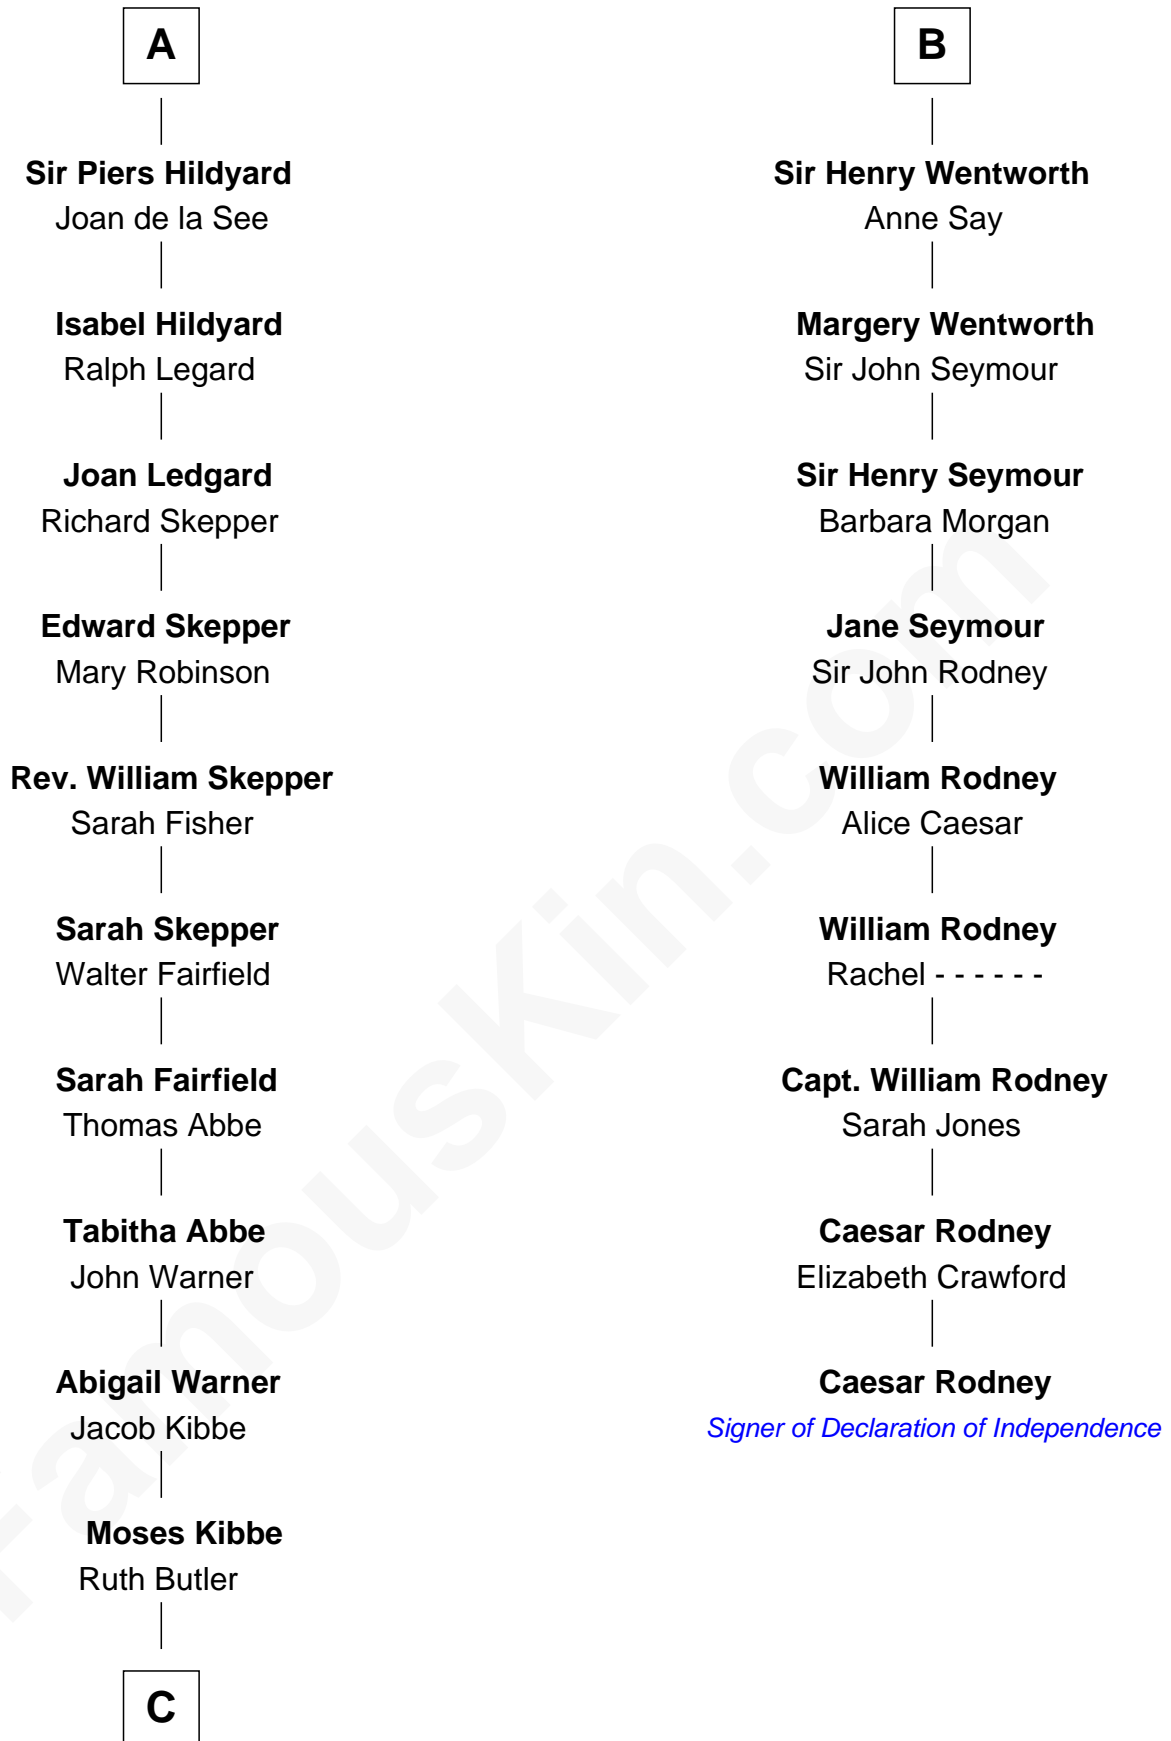 A
Sir Piers Hildyard
Joan de la See
Isabel Hildyard
Ralph Legard
Joan Ledgard
Richard Skepper
Edward Skepper
Mary Robinson
Rev. William Skepper
Sarah Fisher
Sarah Skepper
Walter Fairfield
Sarah Fairfield
Thomas Abbe
Tabitha Abbe
John Warner
Abigail Warner
Jacob Kibbe
Moses Kibbe
Ruth Butler
C
B
Sir Henry Wentworth
Anne Say
Margery Wentworth
Sir John Seymour
Sir Henry Seymour
Barbara Morgan
Jane Seymour
Sir John Rodney
William Rodney
Alice Caesar
William Rodney
Rachel - - - - - -
Capt. William Rodney
Sarah Jones
Caesar Rodney
Elizabeth Crawford
Caesar Rodney
Signer of Declaration of Independence
FamousKin.com